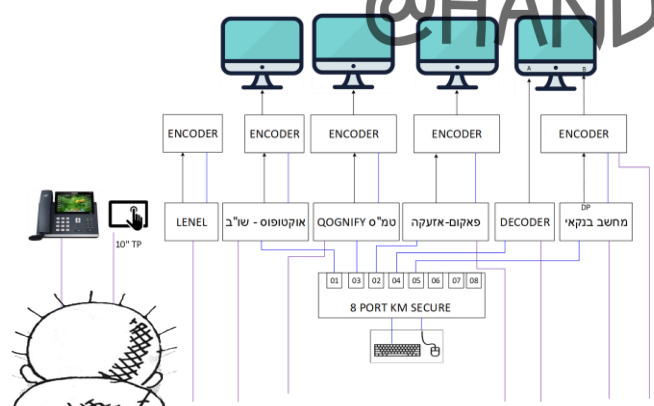 @HAND
A
B
ENCODER
ENCODER
ENCODER
ENCODER
ENCODER
LENEL
אוקטופוס - שו"ב
טמ"ס QOGNIFY
פאקום-אזעקה
DECODER
DP
מחשב בנקאי
10" TP
01
03
02
04
05
06
07
08
8 PORT KM SECURE